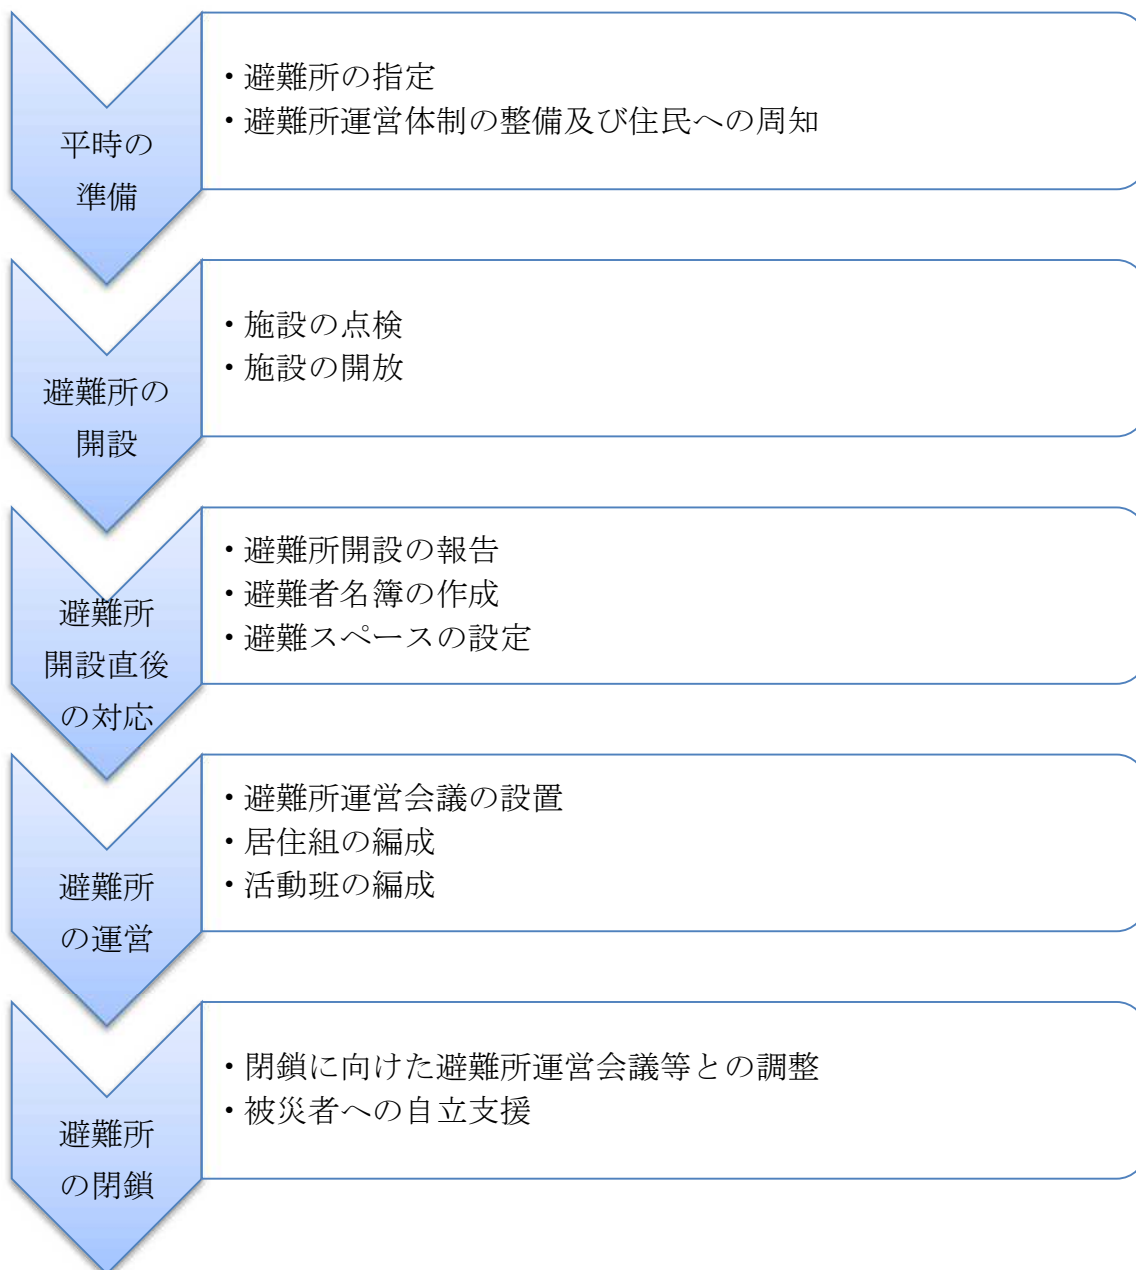 平時の
準備
・避難所の指定
・避難所運営体制の整備及び住民への周知
避難所の
開設
・施設の点検
・施設の開放
避難所
開設直後
の対応
・避難所開設の報告
・避難者名簿の作成
・避難スペースの設定
避難所
の運営
・避難所運営会議の設置
・居住組の編成
・活動班の編成
避難所
の閉鎖
・閉鎖に向けた避難所運営会議等との調整
・被災者への自立支援